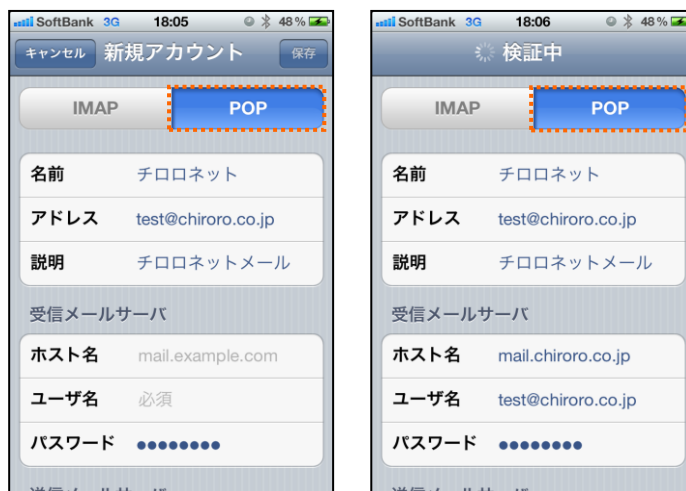 SoftBank 3G 18:05 48%
キャンセル 新規アカウント 保存
IMAP POP
名前 チロロネット
アドレス test@chiroro.co.jp
説明 チロロネットメール
受信メールサーバ
ホスト名 mail.example.com
ユーザ名 必須
パスワード ●●●●●●●●
SoftBank 3G 18:06 48%
検証中
IMAP POP
名前 チロロネット
アドレス test@chiroro.co.jp
説明 チロロネットメール
受信メールサーバ
ホスト名 mail.chiroro.co.jp
ユーザ名 test@chiroro.co.jp
パスワード ●●●●●●●●